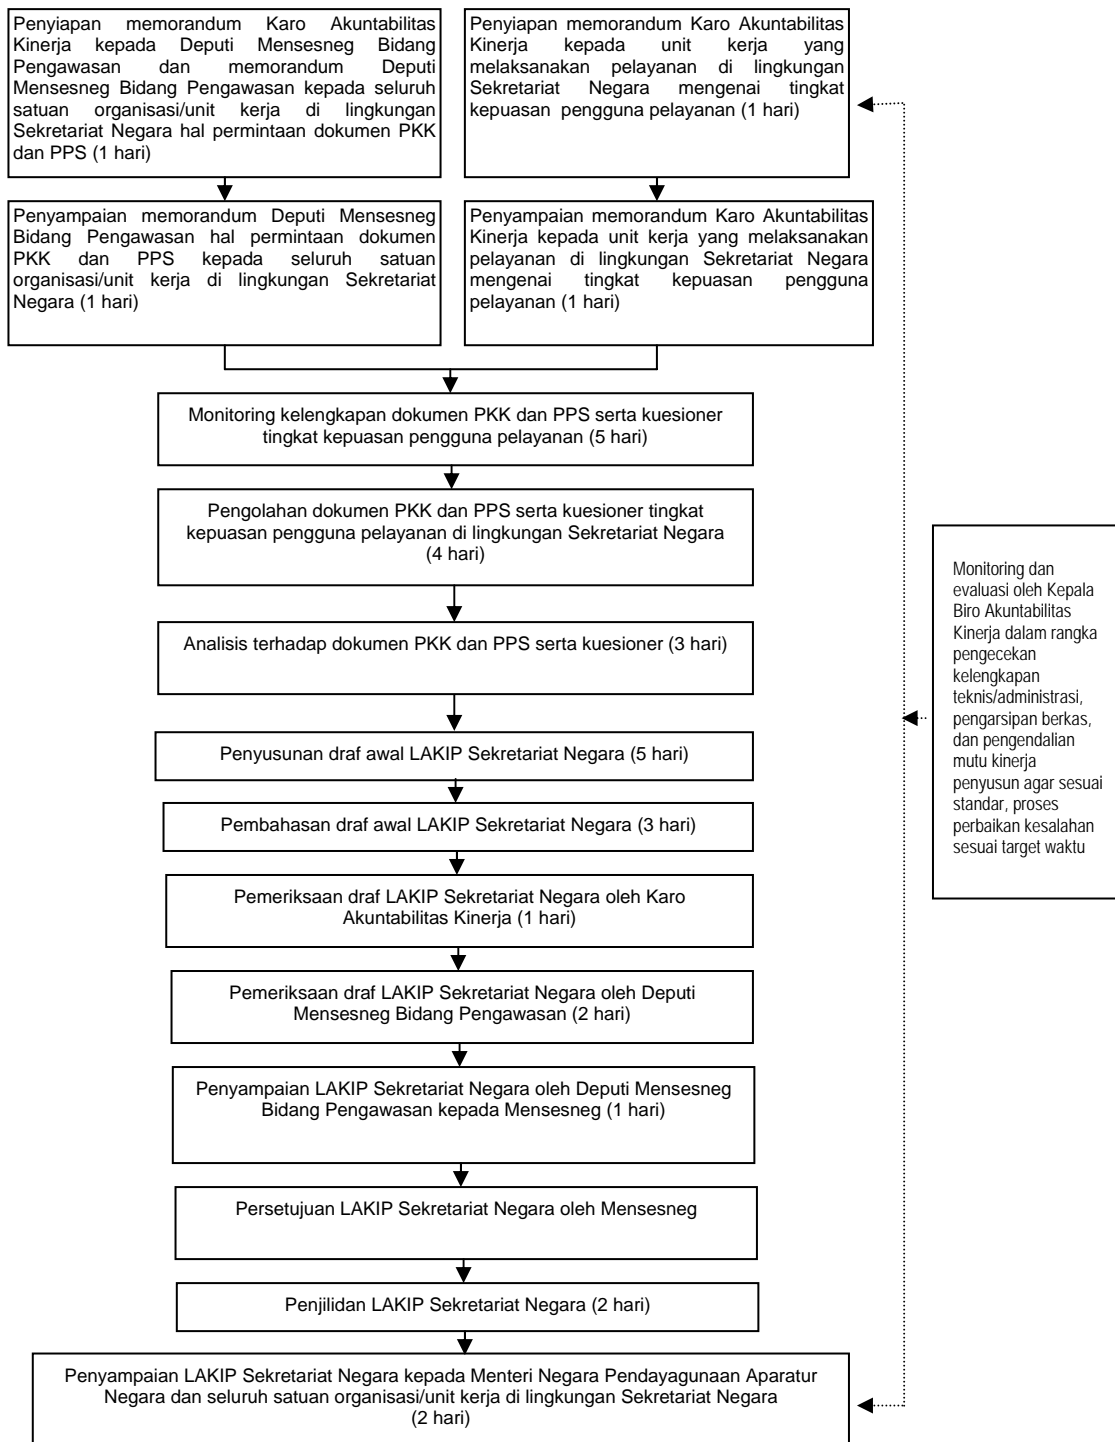 Penyiapan memorandum Karo Akuntabilitas
Kinerja kepada Deputi Mensesneg Bidang
Pengawasan dan memorandum Deputi
Mensesneg Bidang Pengawasan kepada seluruh
satuan organisasi/unit kerja di lingkungan
Sekretariat Negara hal permintaan dokumen PKK
dan PPS (1 hari)
Penyiapan memorandum Karo Akuntabilitas
Kinerja kepada unit kerja yang
melaksanakan pelayanan di lingkungan
Sekretariat Negara mengenai tingkat
kepuasan pengguna pelayanan (1 hari)
Penyampaian memorandum Deputi Mensesneg
Bidang Pengawasan hal permintaan dokumen
PKK dan PPS kepada seluruh satuan
organisasi/unit kerja di lingkungan Sekretariat
Negara (1 hari)
Penyampaian memorandum Karo Akuntabilitas
Kinerja kepada unit kerja yang melaksanakan
pelayanan di lingkungan Sekretariat Negara
mengenai tingkat kepuasan pengguna
pelayanan (1 hari)
Monitoring kelengkapan dokumen PKK dan PPS serta kuesioner
tingkat kepuasan pengguna pelayanan (5 hari)
Pengolahan dokumen PKK dan PPS serta kuesioner tingkat
kepuasan pengguna pelayanan di lingkungan Sekretariat Negara
(4 hari)
Analisis terhadap dokumen PKK dan PPS serta kuesioner (3 hari)
Penyusunan draf awal LAKIP Sekretariat Negara (5 hari)
Pembahasan draf awal LAKIP Sekretariat Negara (3 hari)
Pemeriksaan draf LAKIP Sekretariat Negara oleh Karo
Akuntabilitas Kinerja (1 hari)
Pemeriksaan draf LAKIP Sekretariat Negara oleh Deputi
Mensesneg Bidang Pengawasan (2 hari)
Penyampaian LAKIP Sekretariat Negara oleh Deputi Mensesneg
Bidang Pengawasan kepada Mensesneg (1 hari)
Persetujuan LAKIP Sekretariat Negara oleh Mensesneg
Penjilidan LAKIP Sekretariat Negara (2 hari)
Penyampaian LAKIP Sekretariat Negara kepada Menteri Negara Pendayagunaan Aparatur
Negara dan seluruh satuan organisasi/unit kerja di lingkungan Sekretariat Negara
(2 hari)
Monitoring dan
evaluasi oleh Kepala
Biro Akuntabilitas
Kinerja dalam rangka
pengecekan
kelengkapan
teknis/administrasi,
pengarsipan berkas,
dan pengendalian
mutu kinerja
penyusun agar sesuai
standar, proses
perbaikan kesalahan
sesuai target waktu